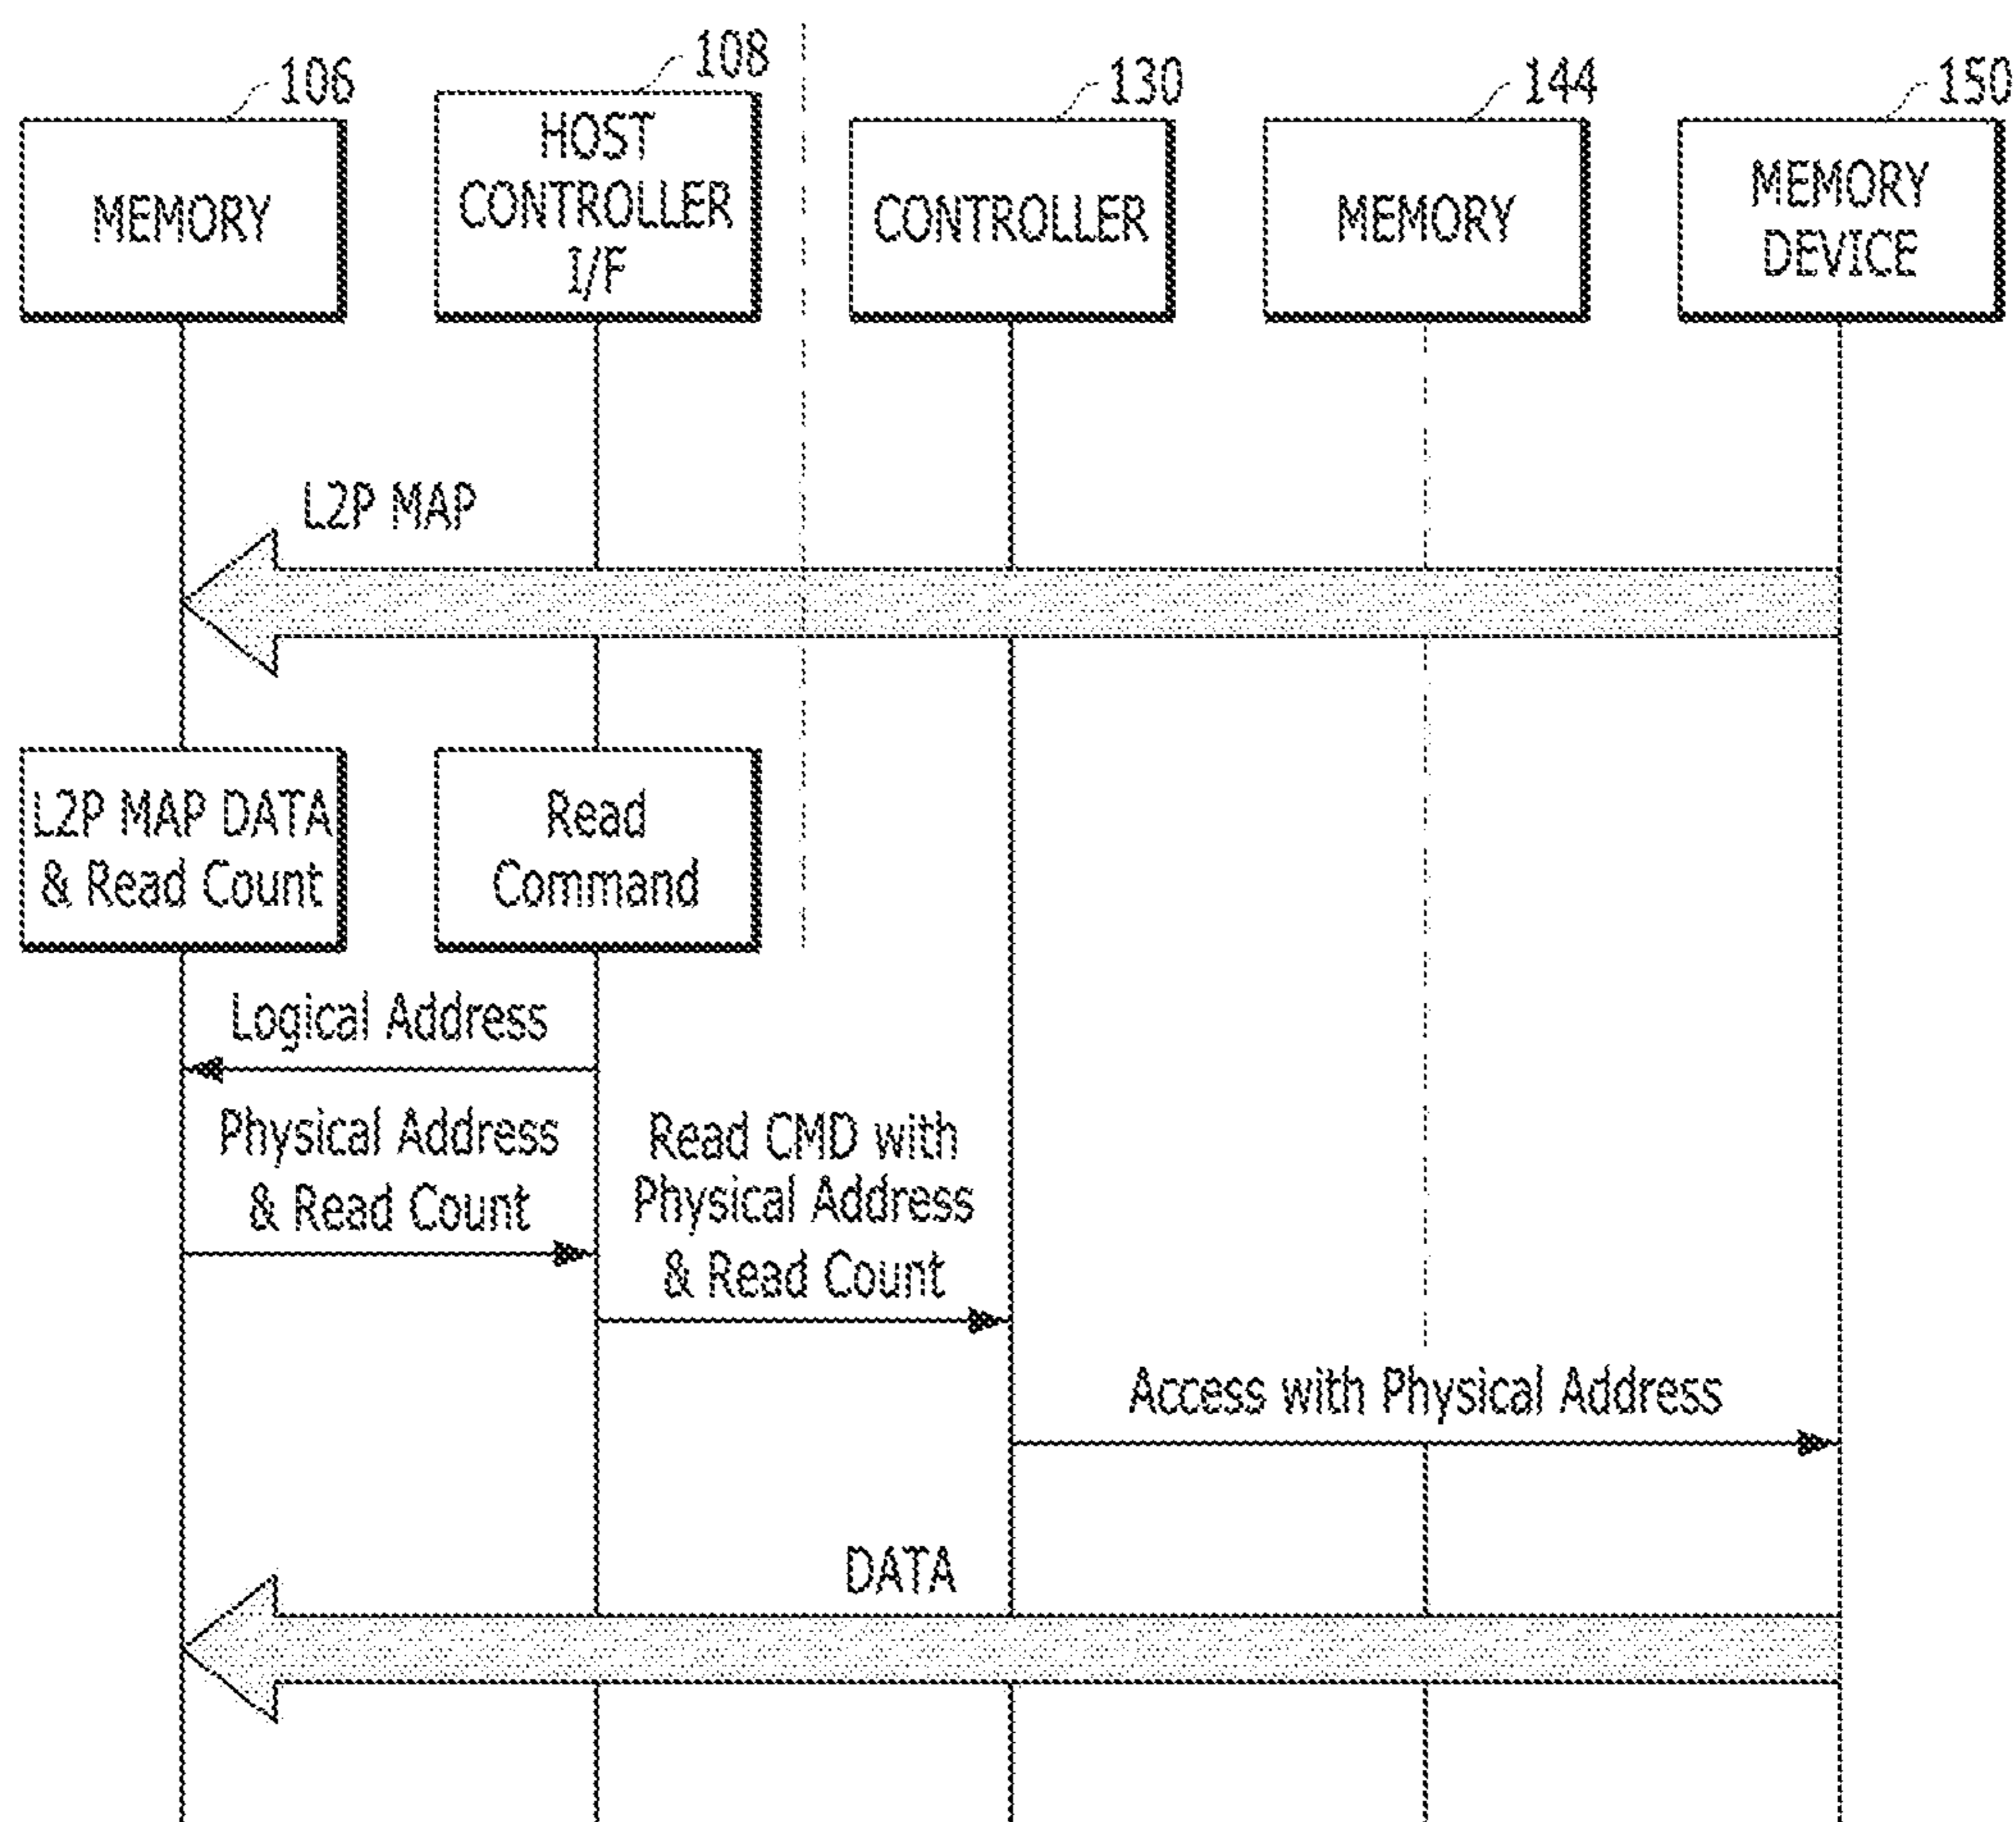 106
108
130
144
150
MEMORY
HOST
CONTROLLER
I/F
CONTROLLER
MEMORY
MEMORY
DEVICE
L2P MAP
L2P MAP DATA
& Read Count
Read
Command
Logical Address
Physical Address
& Read Count
Read CMD with
Physical Address
& Read Count
Access with Physical Address
DATA